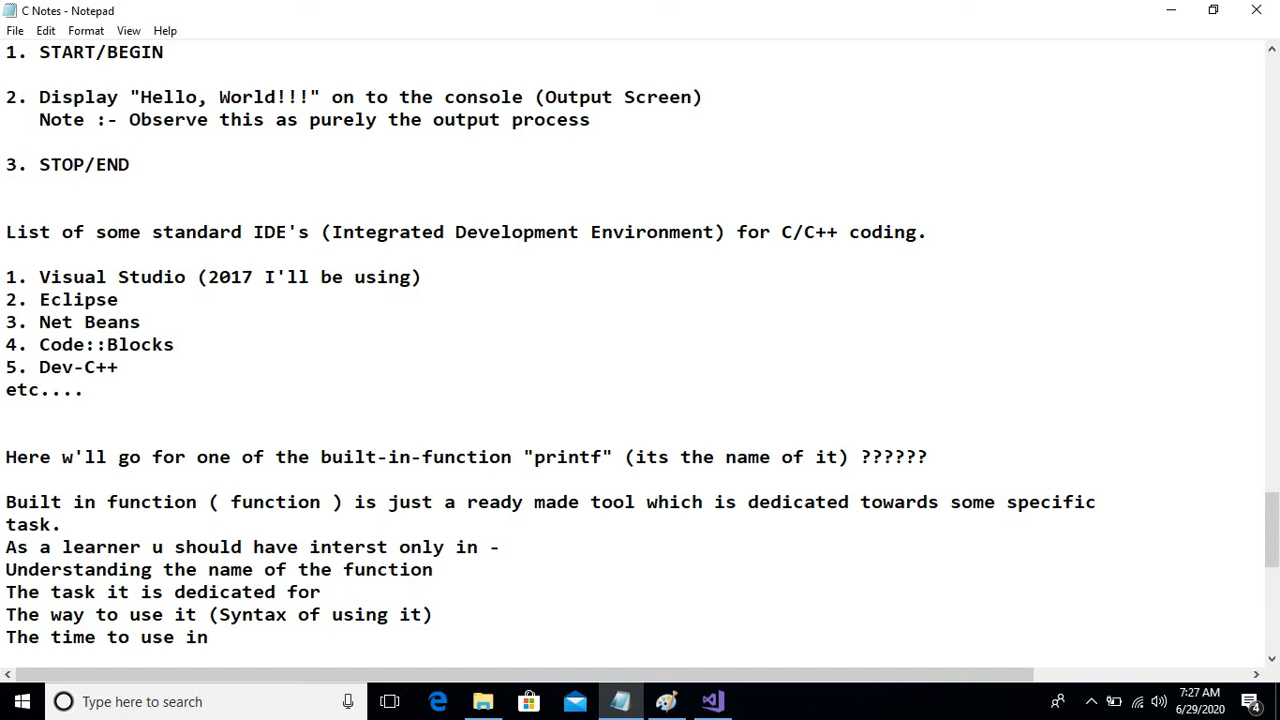 C Notes - Notepad
File Edit Format View Help
1. START/BEGIN
2. Display "Hello, World!!!" on to the console (Output Screen)
Note :- Observe this as purely the output process
3. STOP/END
List of some standard IDE's (Integrated Development Environment) for C/C++ coding.
1. Visual Studio (2017 I'll be using)
2. Eclipse
3. Net Beans
4. Code::Blocks
5. Dev-C++
etc....
Here w'll go for one of the built-in-function "printf" (its the name of it) ??????
Built in function ( function ) is just a ready made tool which is dedicated towards some specific
task.
As a learner u should have interst only in -
Understanding the name of the function
The task it is dedicated for
The way to use it (Syntax of using it)
The time to use in
Type here to search
7:27 AM
6/29/2020
4